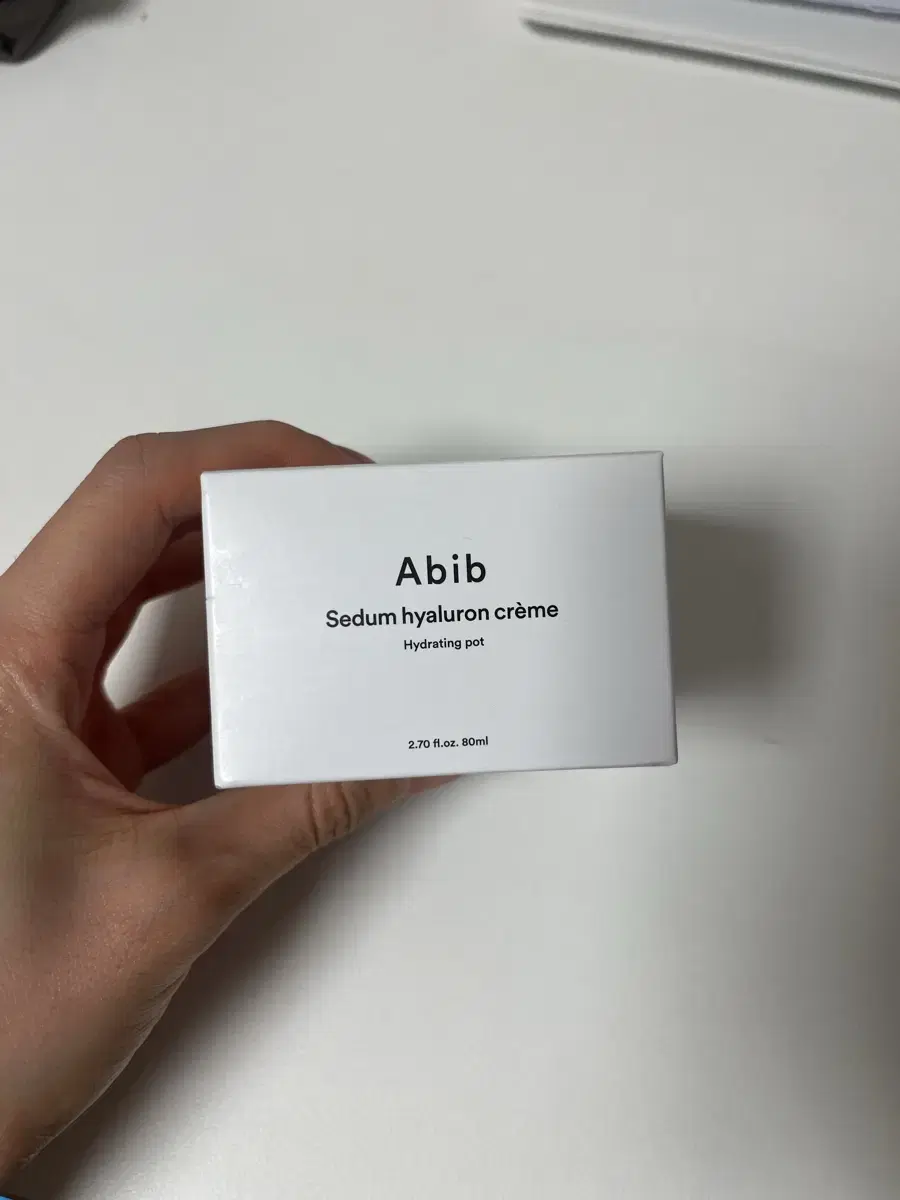 Abib
Sedum hyaluron crème
Hydrating pot
2.70 fl.oz. 80ml